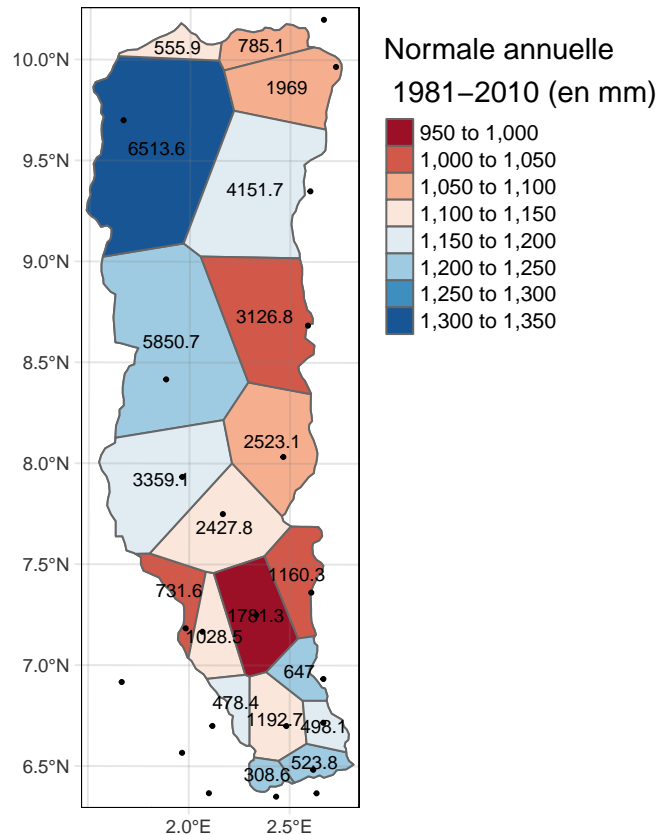 Normale annuelle
1981–2010 (en mm)
950 to 1,000
1,000 to 1,050
1,050 to 1,100
1,100 to 1,150
1,150 to 1,200
1,200 to 1,250
1,250 to 1,300
1,300 to 1,350
10.0°N
9.5°N
9.0°N
8.5°N
8.0°N
7.5°N
7.0°N
6.5°N
555.9
785.1
1969
6513.6
4151.7
3126.8
5850.7
2523.1
3359.1
2427.8
1160.3
731.6
1781.3
1028.5
647
478.4
1192.7
498.1
523.8
308.6
2.0°E 2.5°E